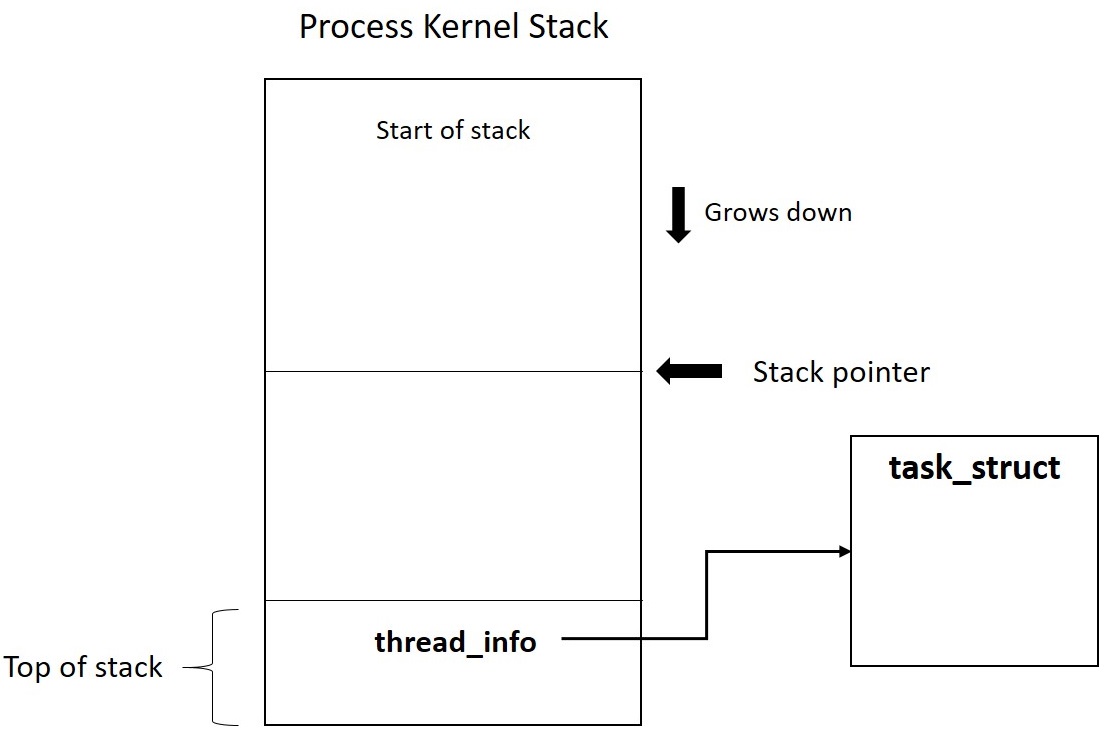 Process Kernel Stack
Start of stack
Grows down
Stack pointer
task_struct
thread_info
Top of stack